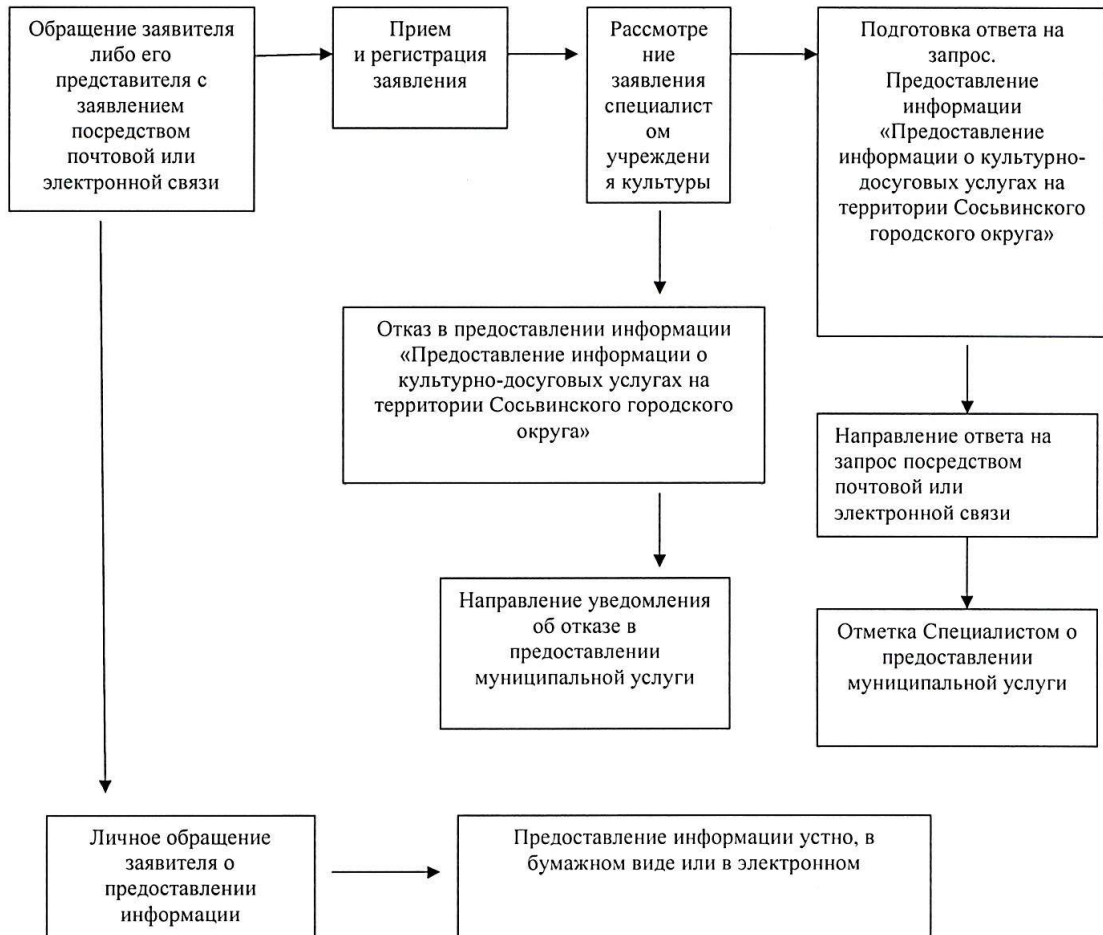 Обращение заявителя
либо его
представителя с
заявлением
посредством
почтовой или
электронной связи
Прием
и регистрация
заявления
Рассмотре
ние
заявления
специалист
ом
учреждени
я культуры
Подготовка ответа на
запрос.
Предоставление
информации
«Предоставление
информации о культурно-
досуговых услугах на
территории Сосьвинского
городского округа»
Отказ в предоставлении информации
«Предоставление информации о
культурно-досуговых услугах на
территории Сосьвинского городского
округа»
Направление ответа на
запрос посредством
почтовой или
электронной связи
Направление уведомления
об отказе в
предоставлении
муниципальной услуги
Отметка Специалистом о
предоставлении
муниципальной услуги
Личное обращение
заявителя о
предоставлении
информации
Предоставление информации устно, в
бумажном виде или в электронном